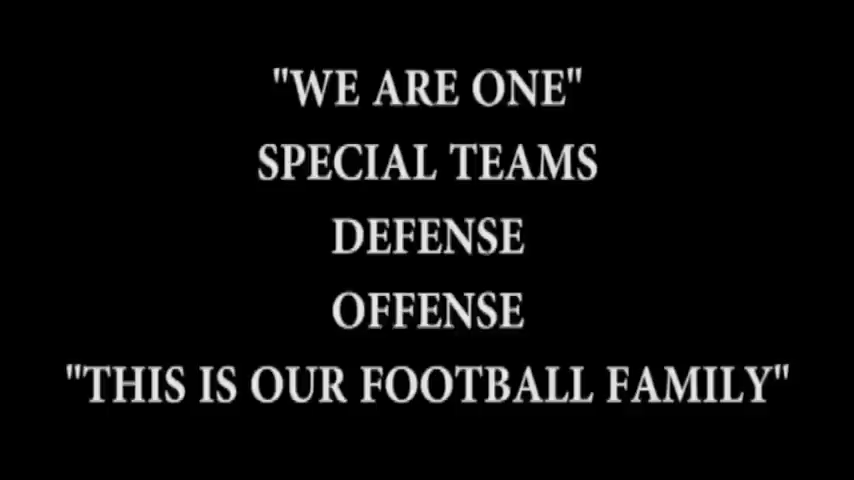 "WE ARE ONE"
SPECIAL TEAMS
DEFENSE
OFFENSE
"THIS IS OUR FOOTBALL FAMILY"